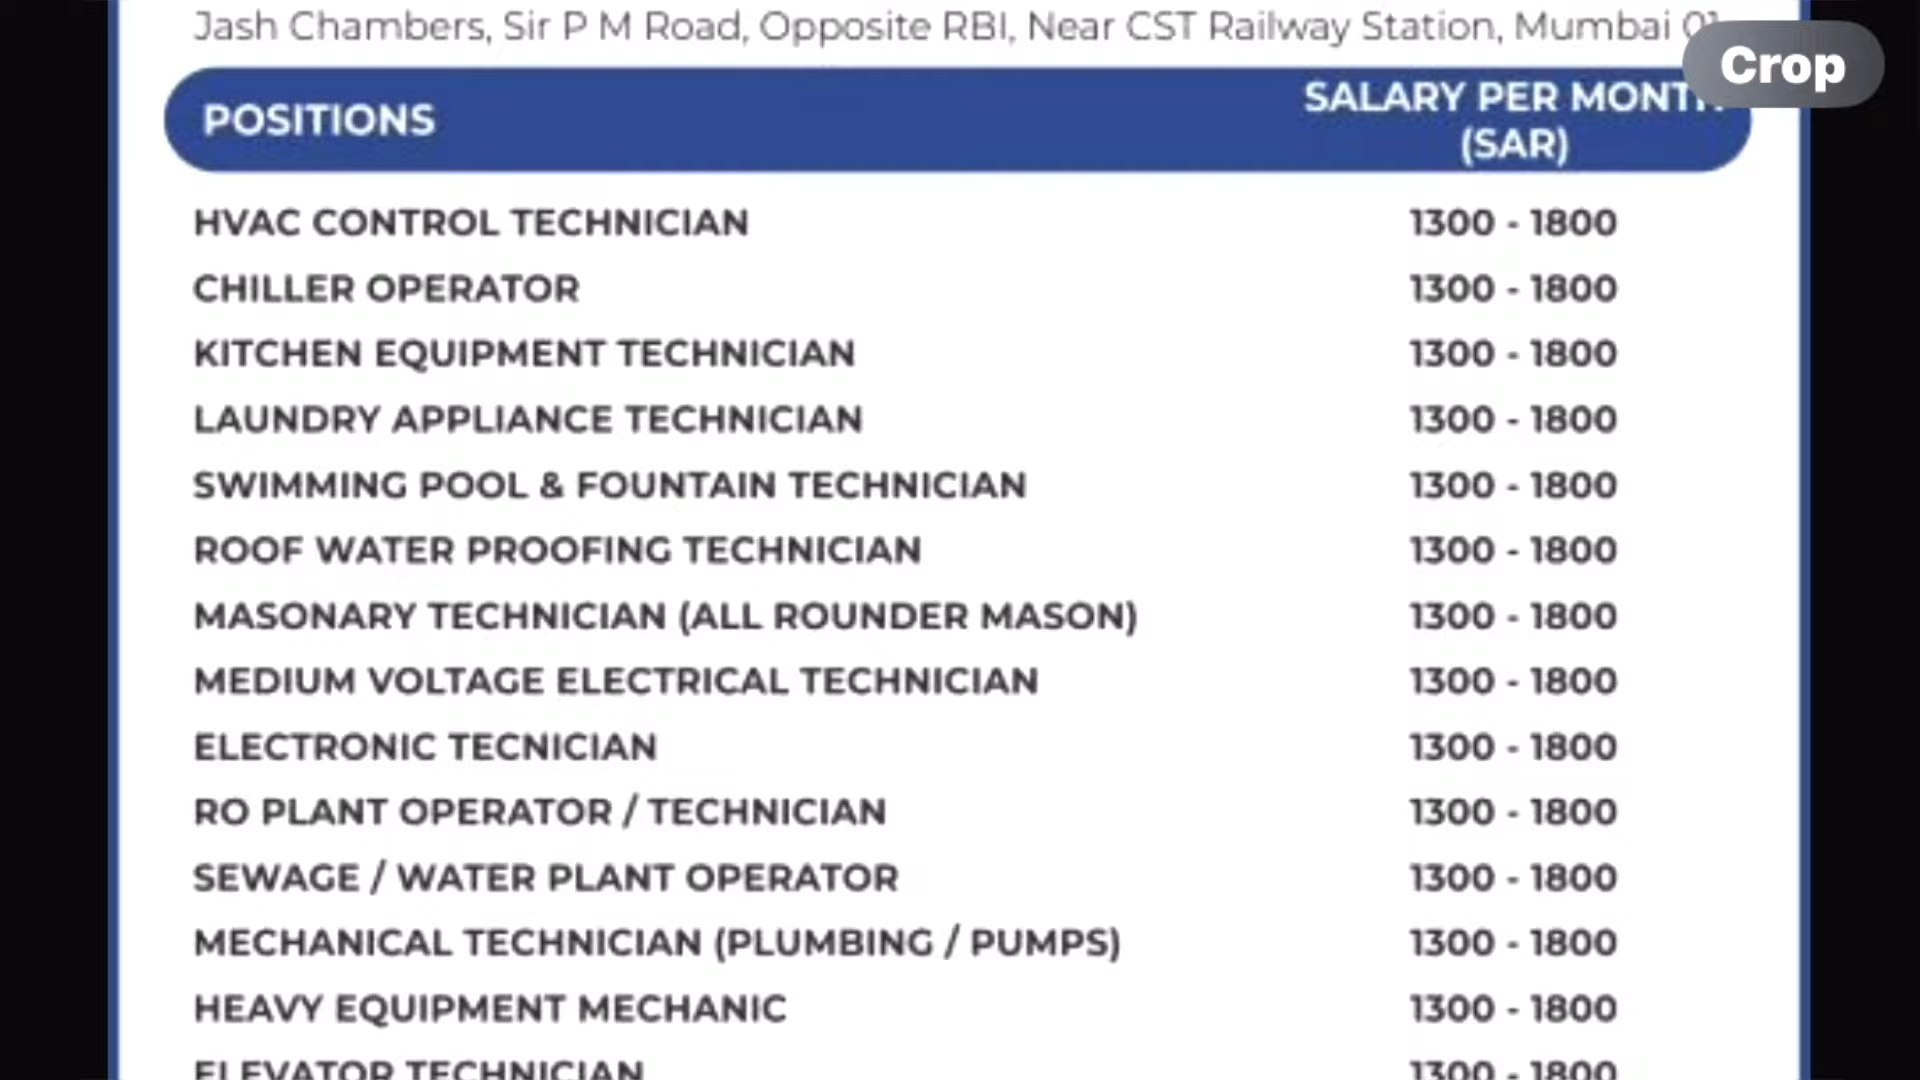 Jash Chambers, Sir P M Road, Opposite RBI, Near CST Railway Station, Mumbai 01
Crop
POSITIONS
SALARY PER MONTH
(SAR)
HVAC CONTROL TECHNICIAN 1300 - 1800
CHILLER OPERATOR 1300 - 1800
KITCHEN EQUIPMENT TECHNICIAN 1300 - 1800
LAUNDRY APPLIANCE TECHNICIAN 1300 - 1800
SWIMMING POOL & FOUNTAIN TECHNICIAN 1300 - 1800
ROOF WATER PROOFING TECHNICIAN 1300 - 1800
MASONARY TECHNICIAN (ALL ROUNDER MASON) 1300 - 1800
MEDIUM VOLTAGE ELECTRICAL TECHNICIAN 1300 - 1800
ELECTRONIC TECNICIAN 1300 - 1800
RO PLANT OPERATOR / TECHNICIAN 1300 - 1800
SEWAGE / WATER PLANT OPERATOR 1300 - 1800
MECHANICAL TECHNICIAN (PLUMBING / PUMPS) 1300 - 1800
HEAVY EQUIPMENT MECHANIC 1300 - 1800
ELEVATOR TECHNICIAN 1300 - 1800